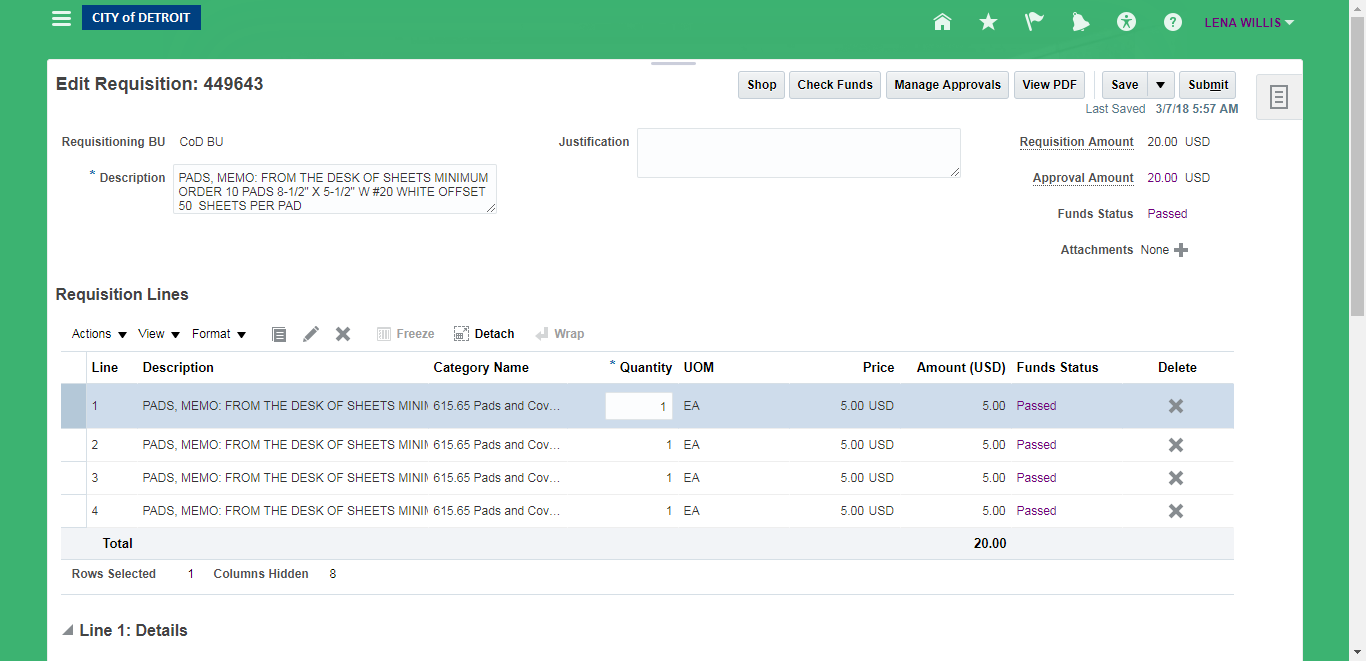 CITY of DETROIT
LENA WILLIS
Edit Requisition: 449643
Shop Check Funds Manage Approvals View PDF Save Submit
Last Saved 3/7/18 5:57 AM
Requisitioning BU CoD BU
* Description PADS, MEMO: FROM THE DESK OF SHEETS MINIMUM
ORDER 10 PADS 8-1/2" X 5-1/2" W #20 WHITE OFFSET
50 SHEETS PER PAD
Justification
Requisition Amount 20.00 USD
Approval Amount 20.00 USD
Funds Status Passed
Attachments None
Requisition Lines
Actions View Format Freeze Detach Wrap
Line Description Category Name * Quantity UOM Price Amount (USD) Funds Status Delete
1 PADS, MEMO: FROM THE DESK OF SHEETS MINI 615.65 Pads and Cov... 1 EA 5.00 USD 5.00 Passed
2 PADS, MEMO: FROM THE DESK OF SHEETS MINI 615.65 Pads and Cov... 1 EA 5.00 USD 5.00 Passed
3 PADS, MEMO: FROM THE DESK OF SHEETS MINI 615.65 Pads and Cov... 1 EA 5.00 USD 5.00 Passed
4 PADS, MEMO: FROM THE DESK OF SHEETS MINI 615.65 Pads and Cov... 1 EA 5.00 USD 5.00 Passed
Total 20.00
Rows Selected 1 Columns Hidden 8
Line 1: Details